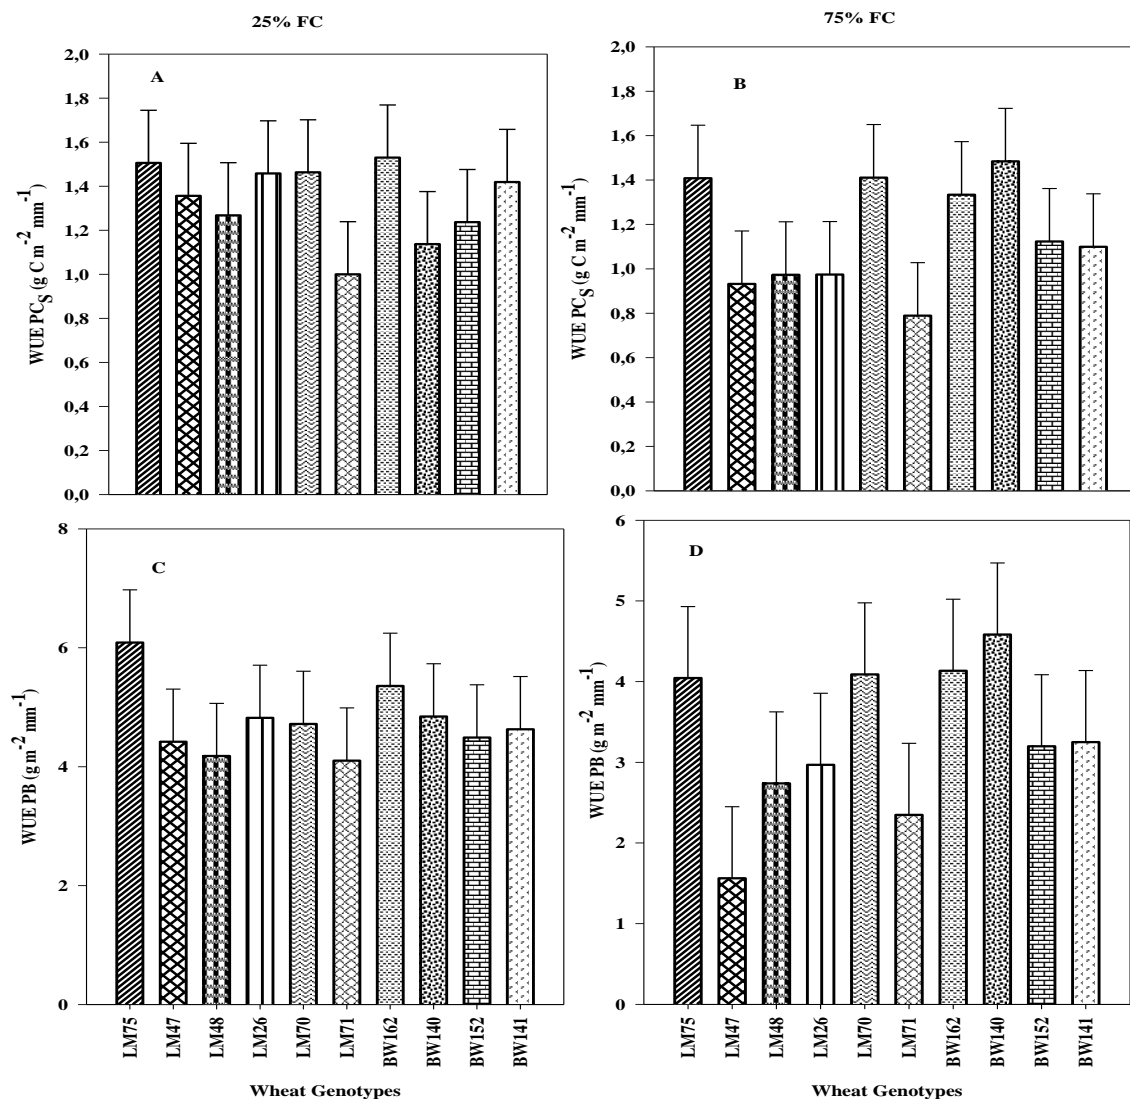 25% FC
75% FC
A
2,0
1,8
1,6
1,4
1,2
1,0
0,8
0,6
0,4
0,2
0,0
WUE PCS (g C m-2 mm-1)
B
2,0
1,8
1,6
1,4
1,2
1,0
0,8
0,6
0,4
0,2
0,0
WUE PCS (g C m-2 mm-1)
C
8
6
4
2
0
WUE PB (g m-2 mm-1)
LM75
LM47
LM48
LM26
LM70
LM71
BW162
BW140
BW152
BW141
Wheat Genotypes
D
6
5
4
3
2
1
0
WUE PB (g m-2 mm-1)
LM75
LM47
LM48
LM26
LM70
LM71
BW162
BW140
BW152
BW141
Wheat Genotypes